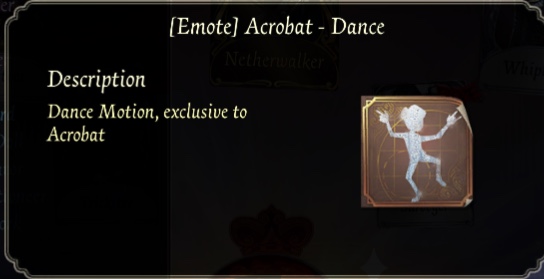 [Emote] Acrobat - Dance
Netherwalker
Description
Dance Motion, exclusive to
Acrobat